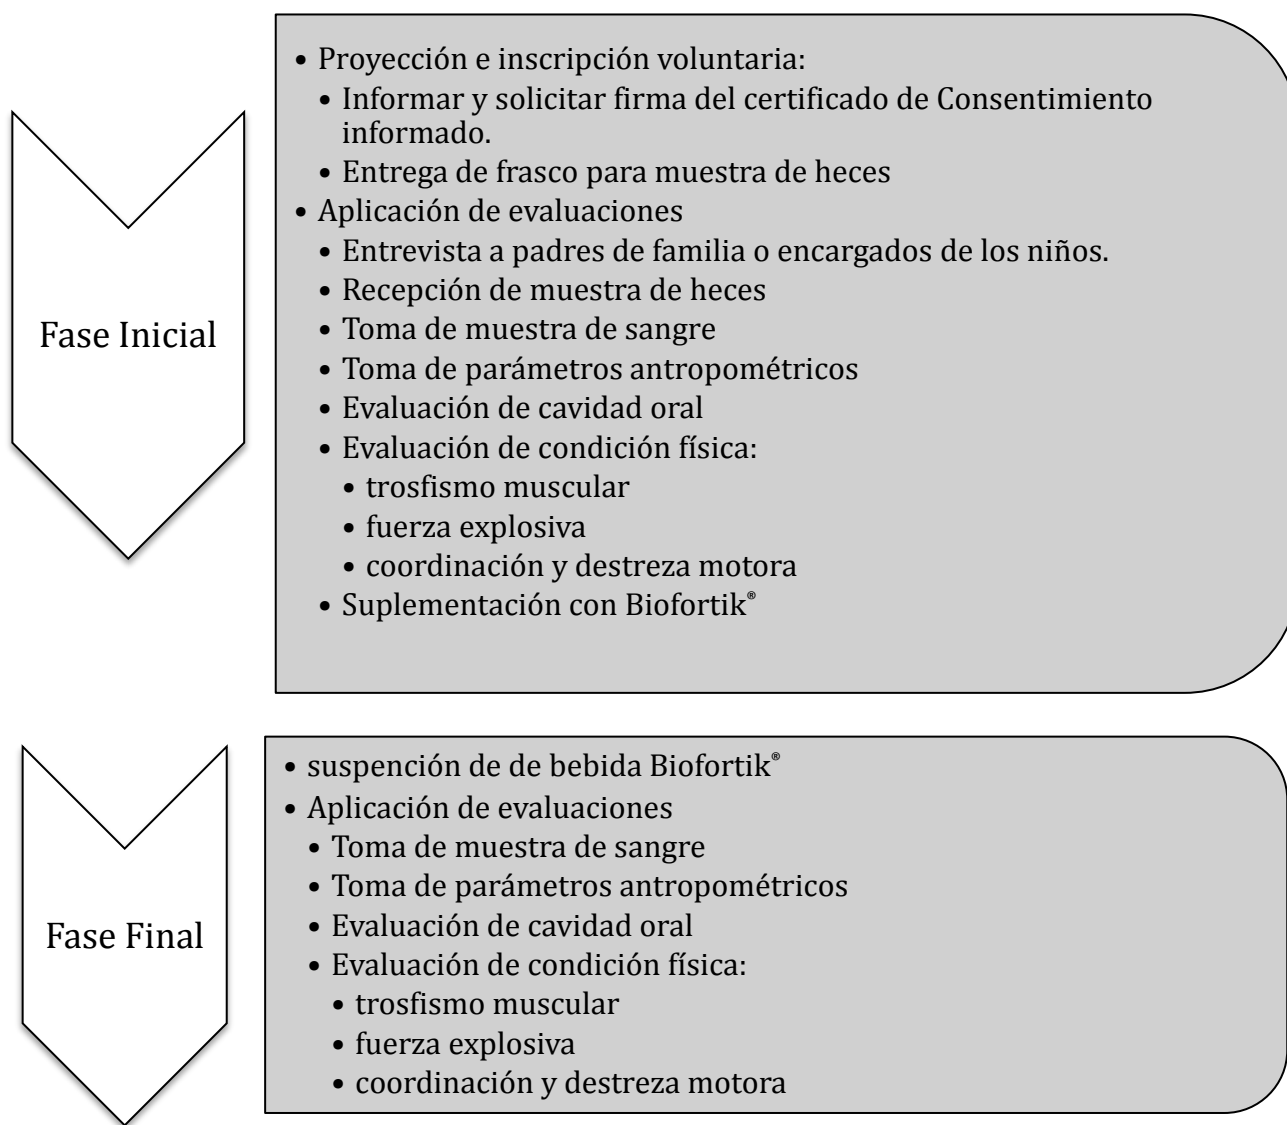 Fase Inicial
• Proyección e inscripción voluntaria:
• Informar y solicitar firma del certificado de Consentimiento
informado.
• Entrega de frasco para muestra de heces
• Aplicación de evaluaciones
• Entrevista a padres de familia o encargados de los niños.
• Recepción de muestra de heces
• Toma de muestra de sangre
• Toma de parámetros antropométricos
• Evaluación de cavidad oral
• Evaluación de condición física:
• trosfismo muscular
• fuerza explosiva
• coordinación y destreza motora
• Suplementación con Biofortik®
Fase Final
• suspención de de bebida Biofortik®
• Aplicación de evaluaciones
• Toma de muestra de sangre
• Toma de parámetros antropométricos
• Evaluación de cavidad oral
• Evaluación de condición física:
• trosfismo muscular
• fuerza explosiva
• coordinación y destreza motora